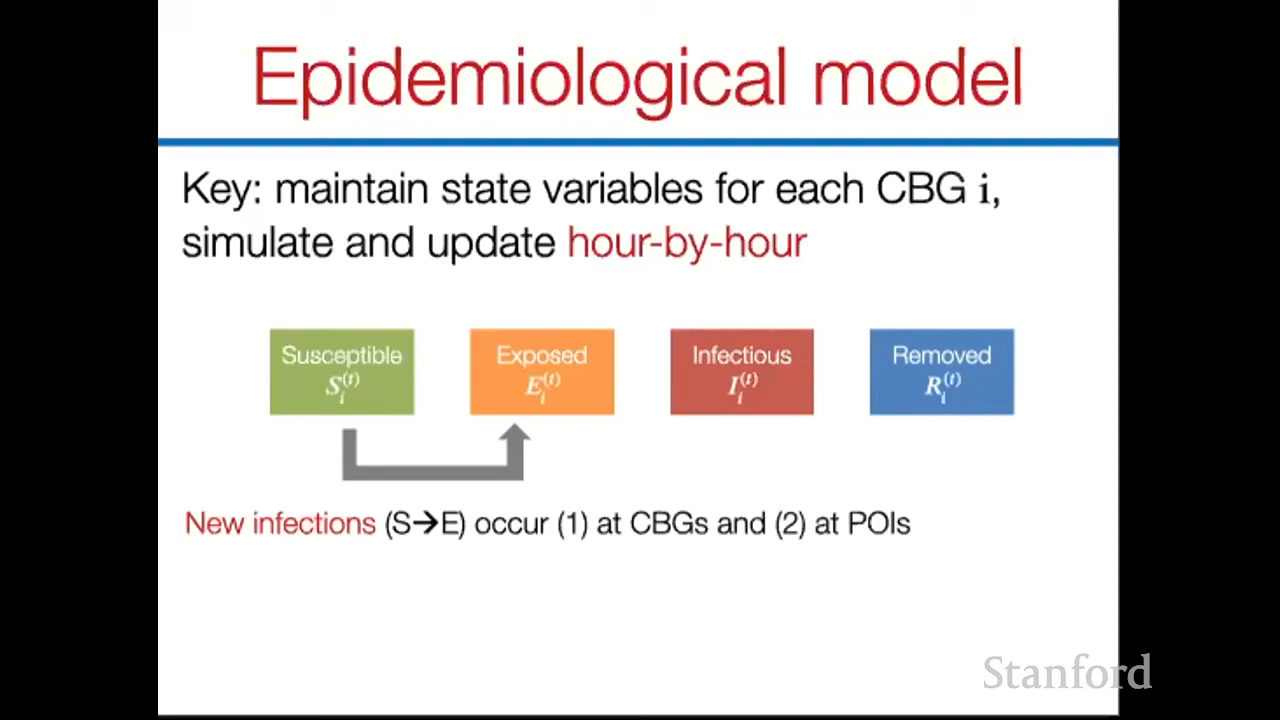 Epidemiological model
Key: maintain state variables for each CBG i,
simulate and update hour-by-hour
Susceptible
S_i^(t)
Exposed
E_i^(t)
Infectious
I_i^(t)
Removed
R_i^(t)
New infections (S→E) occur (1) at CBGs and (2) at POIs
Stanford